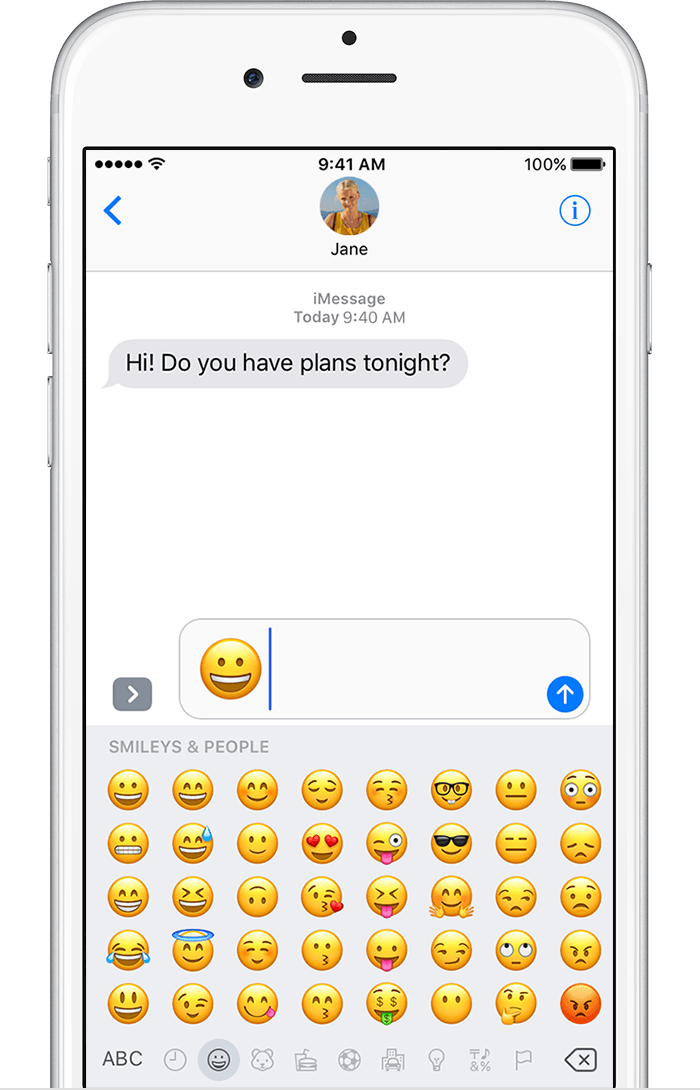 9:41 AM
100%
Jane
iMessage
Today 9:40 AM
Hi! Do you have plans tonight?
SMILEYS & PEOPLE
ABC